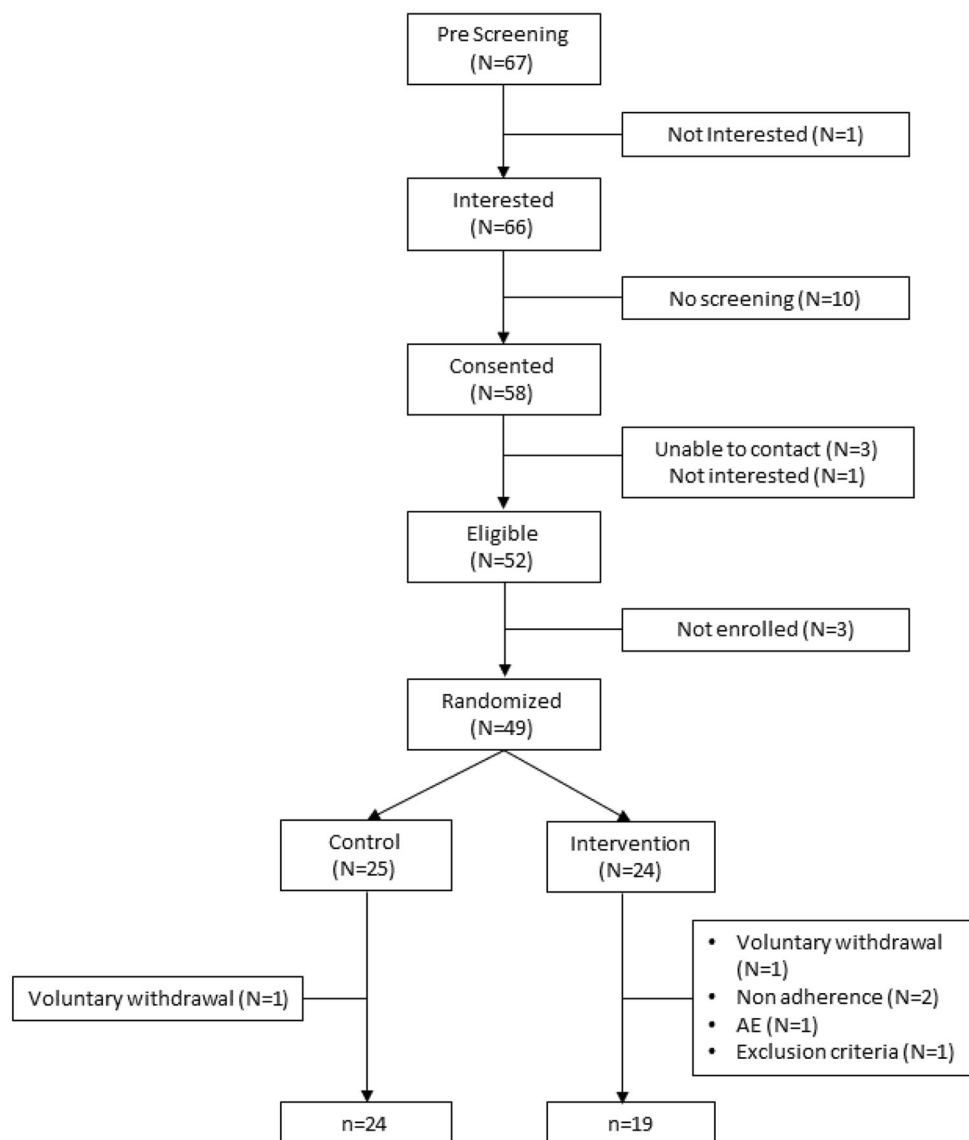 Pre Screening
(N=67)
Not Interested (N=1)
Interested
(N=66)
No screening (N=10)
Consented
(N=58)
Unable to contact (N=3)
Not interested (N=1)
Eligible
(N=52)
Not enrolled (N=3)
Randomized
(N=49)
Control
(N=25)
Intervention
(N=24)
Voluntary withdrawal (N=1)
• Voluntary withdrawal
(N=1)
• Non adherence (N=2)
• AE (N=1)
• Exclusion criteria (N=1)
n=24
n=19